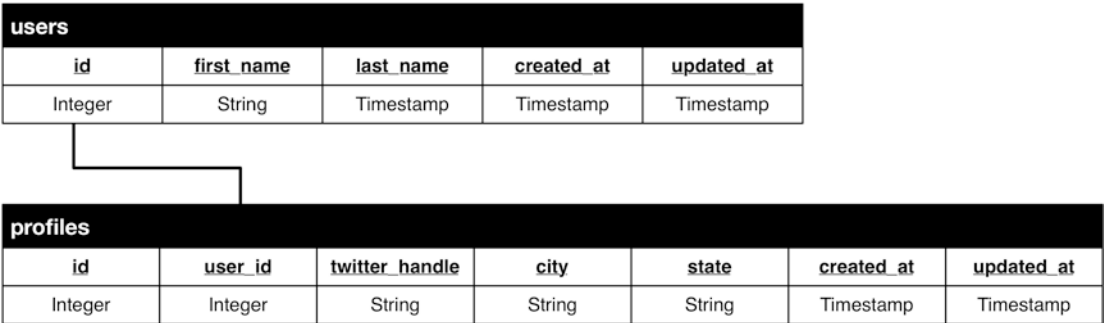 users
id first_name last_name created_at updated_at
Integer String Timestamp Timestamp Timestamp
profiles
id user_id twitter_handle city state created_at updated_at
Integer Integer String String String Timestamp Timestamp